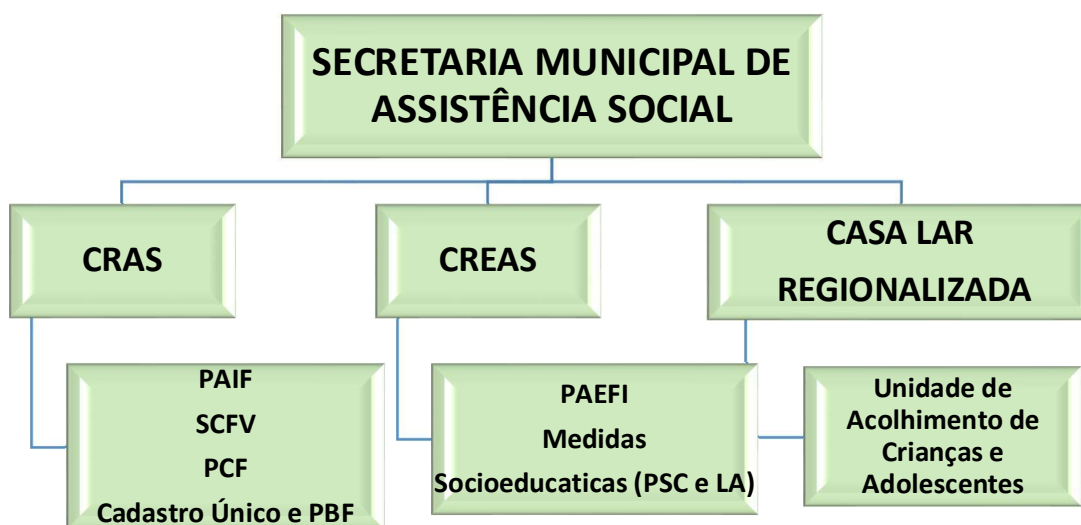 SECRETARIA MUNICIPAL DE
ASSISTÊNCIA SOCIAL
CRAS
CREAS
CASA LAR
REGIONALIZADA
PAIF
SCFV
PCF
Cadastro Único e PBF
PAEFI
Medidas
Socioeducaticas (PSC e LA)
Unidade de
Acolhimento de
Crianças e
Adolescentes